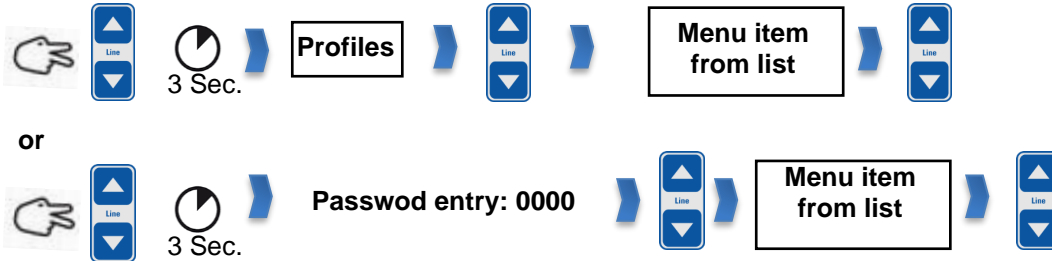 Line
3 Sec.
Profiles
Line
Menu item
from list
Line
or
Line
3 Sec.
Passwod entry: 0000
Line
Menu item
from list
Line